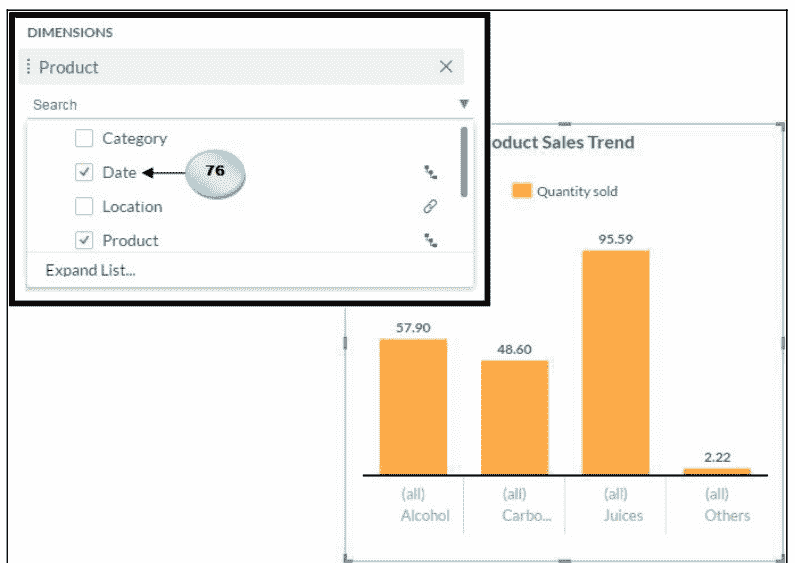 DIMENSIONS
Product
Search
Category
Date
76
Location
Product
Expand List...
oduct Sales Trend
Quantity sold
95.59
57.90
48.60
2.22
(all) (all) (all) (all)
Alcohol Carbo... Juices Others